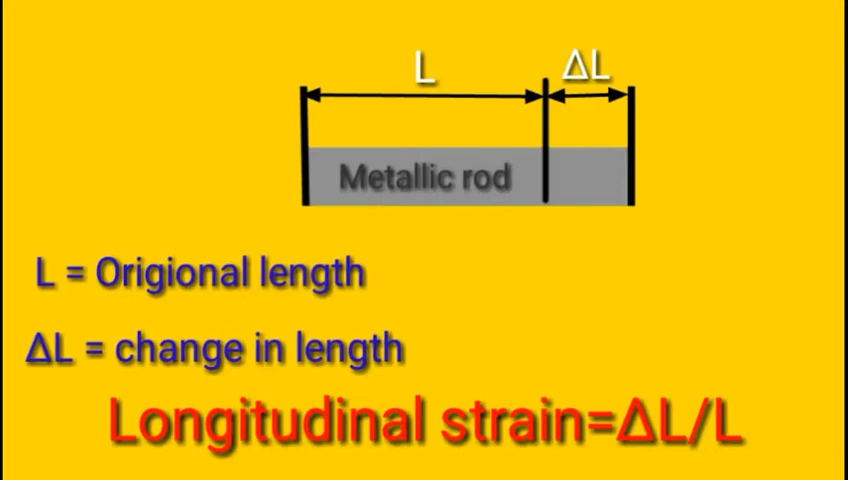 L ΔL
Metallic rod
L = Origional length
ΔL = change in length
Longitudinal strain=ΔL/L